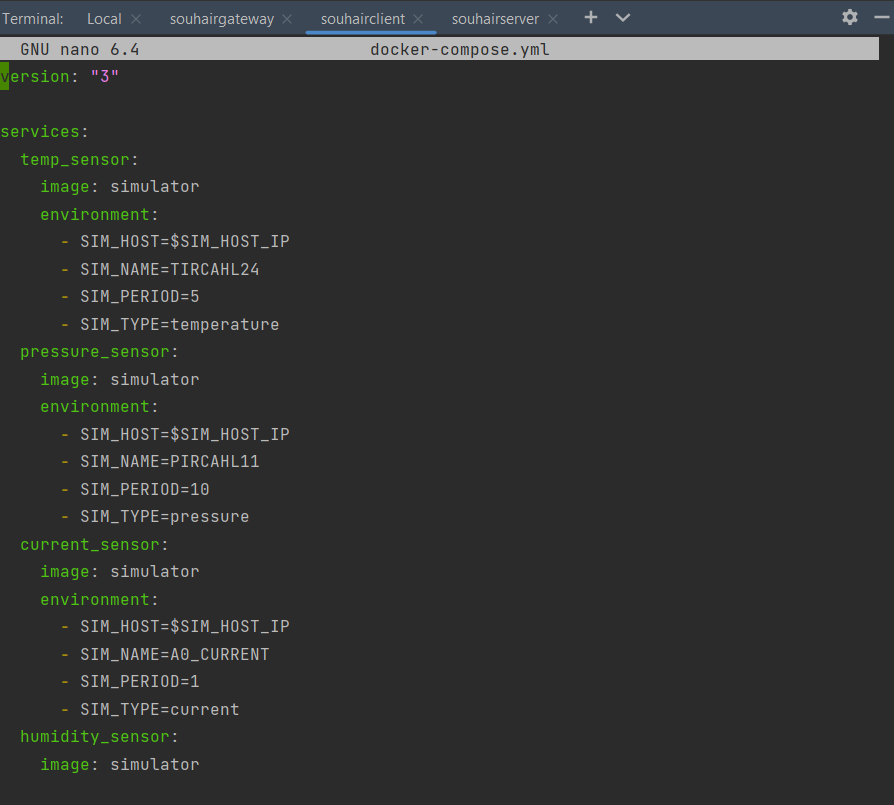 Terminal: Local souhairgateway souhairclient souhairserver
GNU nano 6.4 docker-compose.yml
version: "3"
services:
temp_sensor:
image: simulator
environment:
- SIM_HOST=$SIM_HOST_IP
- SIM_NAME=TIRCAHL24
- SIM_PERIOD=5
- SIM_TYPE=temperature
pressure_sensor:
image: simulator
environment:
- SIM_HOST=$SIM_HOST_IP
- SIM_NAME=PIRCAHL11
- SIM_PERIOD=10
- SIM_TYPE=pressure
current_sensor:
image: simulator
environment:
- SIM_HOST=$SIM_HOST_IP
- SIM_NAME=A0_CURRENT
- SIM_PERIOD=1
- SIM_TYPE=current
humidity_sensor:
image: simulator